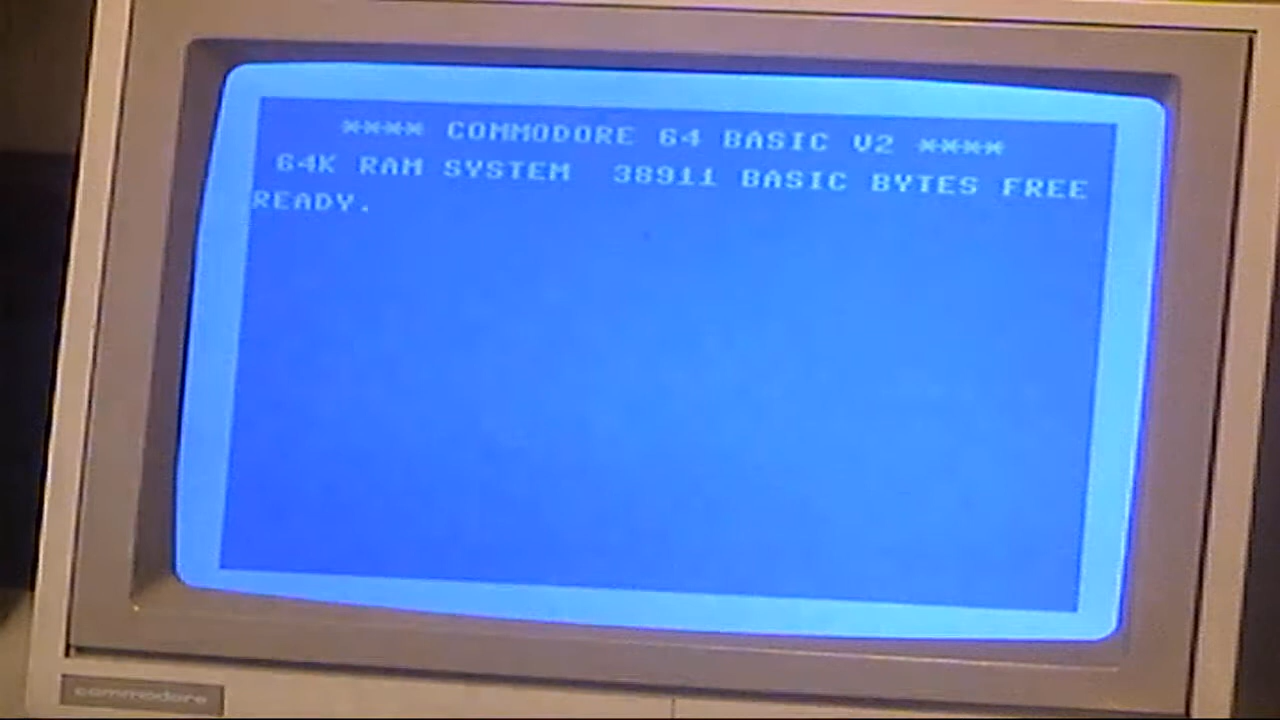 **** COMMODORE 64 BASIC V2 ****
64K RAM SYSTEM  38911 BASIC BYTES FREE
READY.
commodore